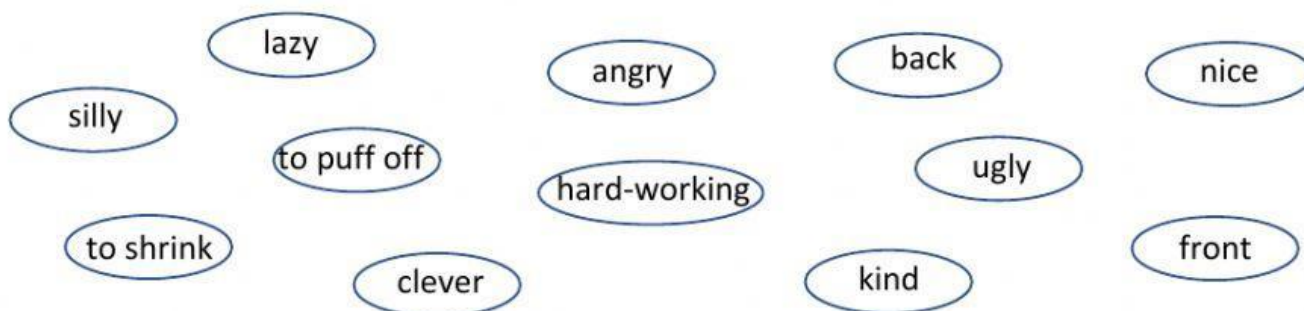 lazy
angry
back
nice
silly
to puff off
hard-working
ugly
to shrink
clever
kind
front